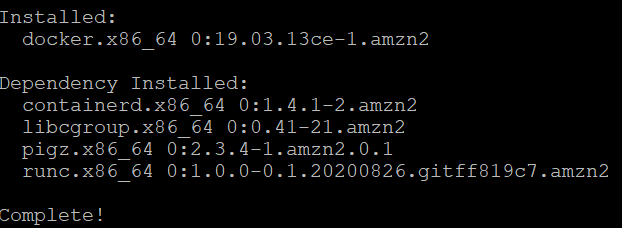 Installed:
docker.x86_64 0:19.03.13ce-1.amzn2
Dependency Installed:
containerd.x86_64 0:1.4.1-2.amzn2
libcgroup.x86_64 0:0.41-21.amzn2
pigz.x86_64 0:2.3.4-1.amzn2.0.1
runc.x86_64 0:1.0.0-0.1.20200826.gitff819c7.amzn2
Complete!